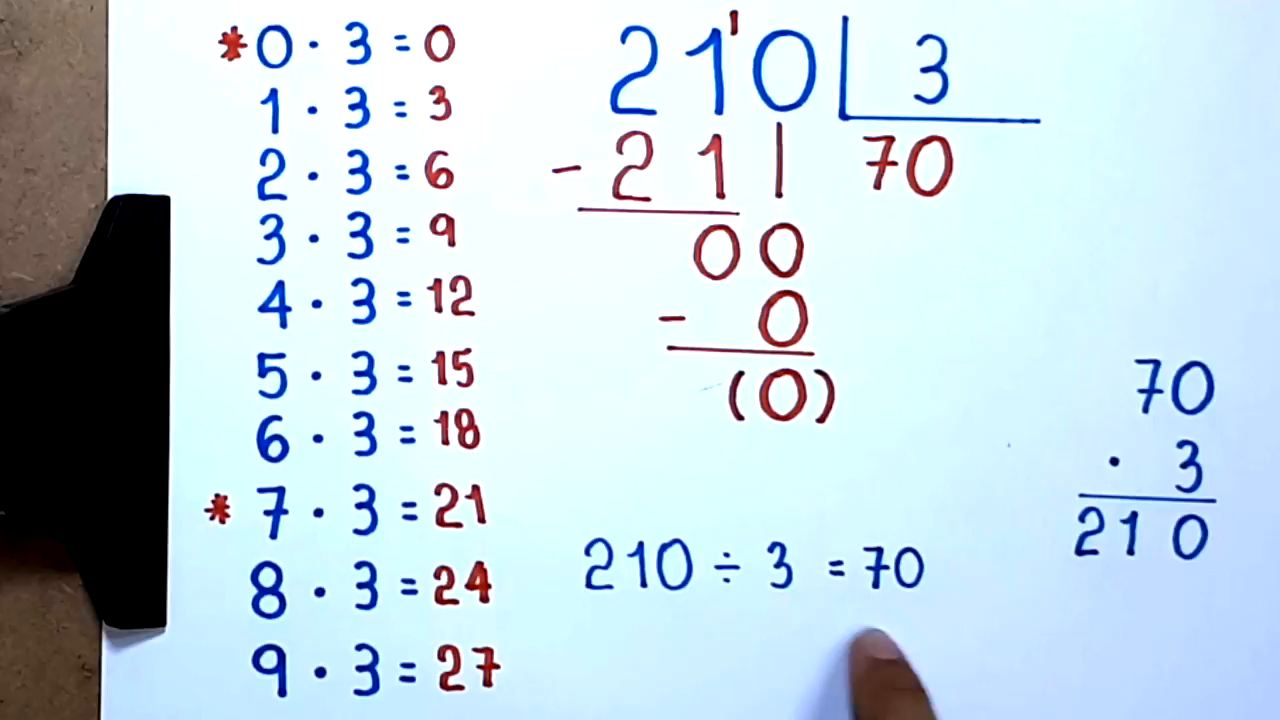 *0 · 3 = 0
1 · 3 = 3
2 · 3 = 6
3 · 3 = 9
4 · 3 = 12
5 · 3 = 15
6 · 3 = 18
* 7 · 3 = 21
8 · 3 = 24
9 · 3 = 27
21'0 3
- 21| 70
00
- 0
(0)
210 ÷ 3 = 70
70
· 3
210